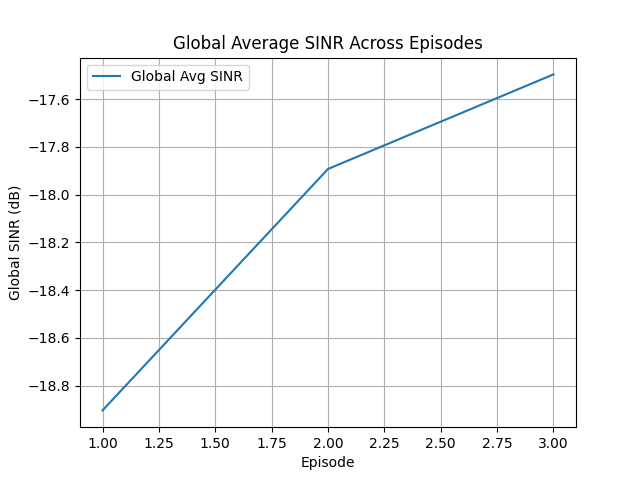 Global Average SINR Across Episodes
Global Avg SINR
−17.6
−17.8
−18.0
−18.2
−18.4
−18.6
−18.8
Global SINR (dB)
1.00 1.25 1.50 1.75 2.00 2.25 2.50 2.75 3.00
Episode